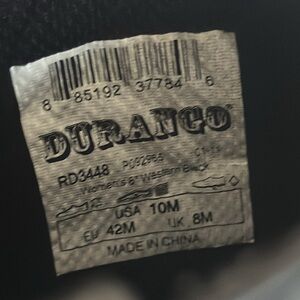 8 85192 37784 6
DURANGO
RD3448 P092966
Women's 8" Western Black
USA 10M
EU 42M UK 8M
MADE IN CHINA